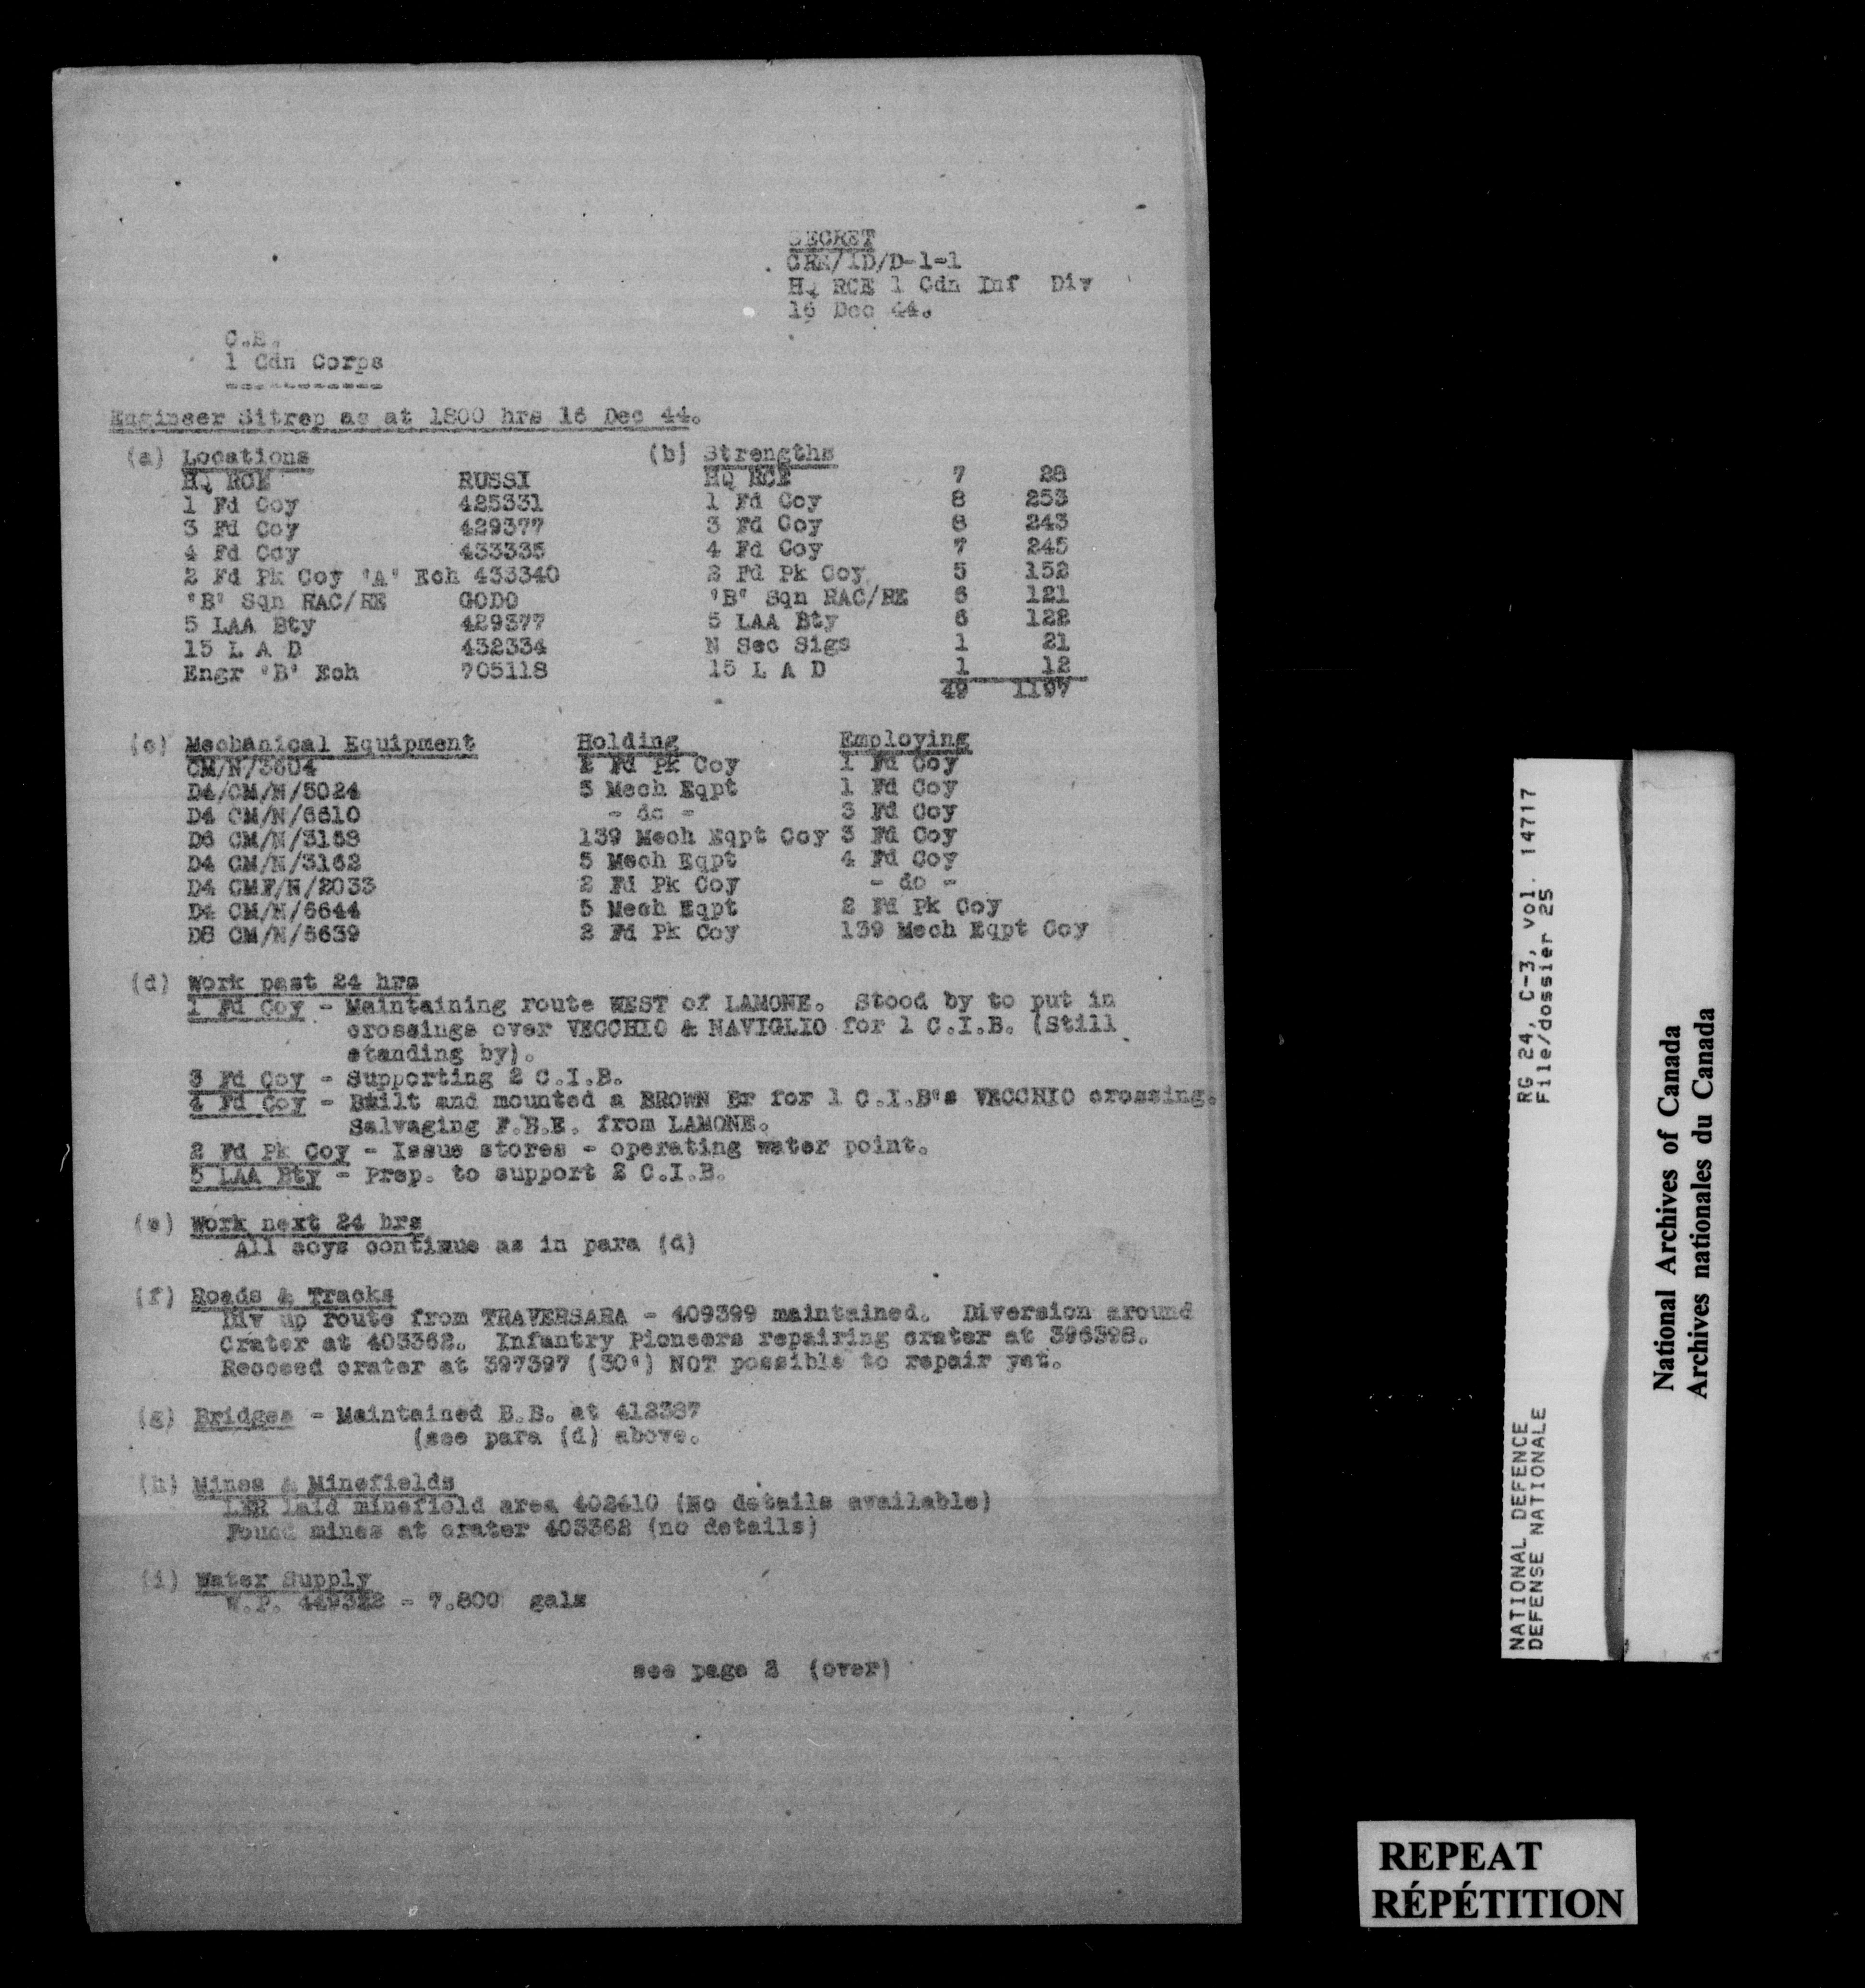 SECRET
CRE/1D/D-1-1
HQ RCE 1 Cdn Inf Div
16 Dec 44.
C.E.
1 Cdn Corps
-----------
Engineer Sitrep as at 1800 hrs 16 Dec 44.
(a) Locations (b) Strengths
HQ RCE RUSSI HQ RCE 7 28
1 Fd Coy 425331 1 Fd Coy 8 253
3 Fd Coy 429377 3 Fd Coy 8 243
4 Fd Coy 433335 4 Fd Coy 7 245
2 Fd Pk Coy 'A' Ech 433340 2 Fd Pk Coy 5 152
'B' Sqn RAC/RE GODO 'B' Sqn RAC/RE 6 121
5 LAA Bty 429377 5 LAA Bty 6 122
15 L A D 432334 N Sec Sigs 1 21
Engr 'B' Ech 705118 15 L A D 1 12
49 1197
(c) Mechanical Equipment Holding Employing
CM/N/3604 2 Fd Pk Coy 1 Fd Coy
D4/CM/N/5024 5 Mech Eqpt 1 Fd Coy
D4 CM/N/6610 - do - 3 Fd Coy
D6 CM/N/3158 139 Mech Eqpt Coy 3 Fd Coy
D4 CM/N/3162 5 Mech Eqpt 4 Fd Coy
D4 CMF/N/2033 2 Fd Pk Coy - do -
D4 CM/N/6644 5 Mech Eqpt 2 Fd Pk Coy
D8 CM/N/5639 2 Fd Pk Coy 139 Mech Eqpt Coy
(d) Work past 24 hrs
1 Fd Coy - Maintaining route WEST of LAMONE. Stood by to put in
crossings over VECCHIO & NAVIGLIO for 1 C.I.B. (Still
standing by).
3 Fd Coy - Supporting 2 C.I.B.
4 Fd Coy - Built and mounted a BROWN Br for 1 C.I.B's VECCHIO crossing.
Salvaging F.B.E. from LAMONE.
2 Fd Pk Coy - Issue stores - operating water point.
5 LAA Bty - Prep. to support 2 C.I.B.
(e) Work next 24 hrs
All coys continue as in para (d)
(f) Roads & Tracks
Div up route from TRAVERSARA - 409399 maintained. Diversion around
Crater at 403362. Infantry Pioneers repairing crater at 396398.
Recceed crater at 397397 (30') NOT possible to repair yet.
(g) Bridges - Maintained B.B. at 412387
(see para (d) above.
(h) Mines & Minefields
LER laid minefield area 402410 (No details available)
Found mines at crater 403362 (no details)
(i) Water Supply
W.P. 449322 - 7.800 gals
see page 2 (over)
NATIONAL DEFENCE RG 24, C-3, vol. 14717
DEFENSE NATIONALE File/dossier 25
National Archives of Canada
Archives nationales du Canada
REPEAT
RÉPÉTITION